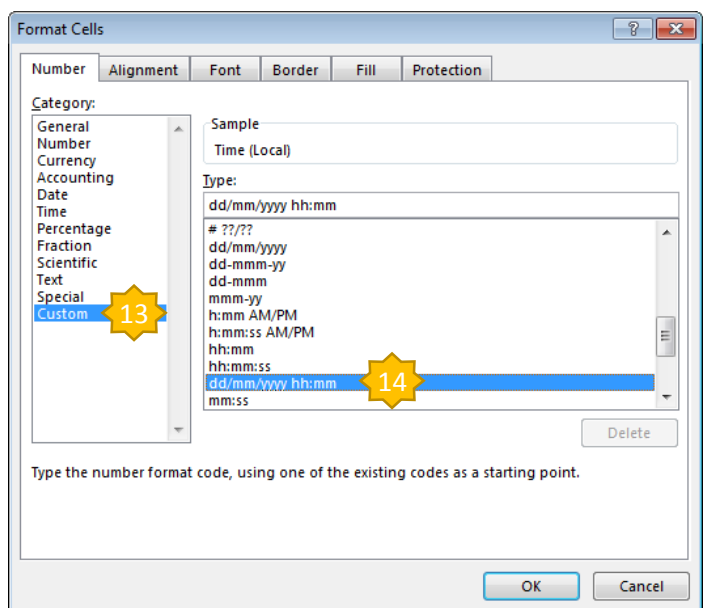 Format Cells
Number Alignment Font Border Fill Protection
Category:
General
Number
Currency
Accounting
Date
Time
Percentage
Fraction
Scientific
Text
Special
Custom
13
Sample
Time (Local)
Type:
dd/mm/yyyy hh:mm
# ??/??
dd/mm/yyyy
dd-mmm-yy
dd-mmm
mmm-yy
h:mm AM/PM
h:mm:ss AM/PM
hh:mm
hh:mm:ss
dd/mm/yyyy hh:mm
14
mm:ss
Delete
Type the number format code, using one of the existing codes as a starting point.
OK Cancel